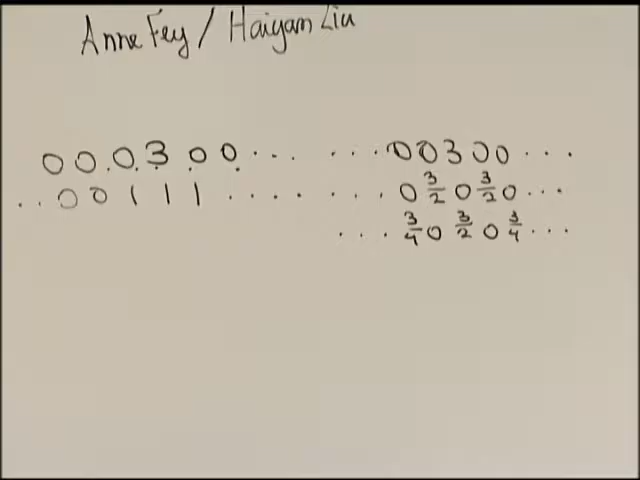 Anne Fey / Haiyan Liu
0 0 . 0 . 3 . 0 0 . . . . . . 0 0 3 0 0 . . .
. . 0 0 1 1 1 . . . . . . . 0 3/2 0 3/2 0 . . .
. . . 3/4 0 3/2 0 3/4 . . .